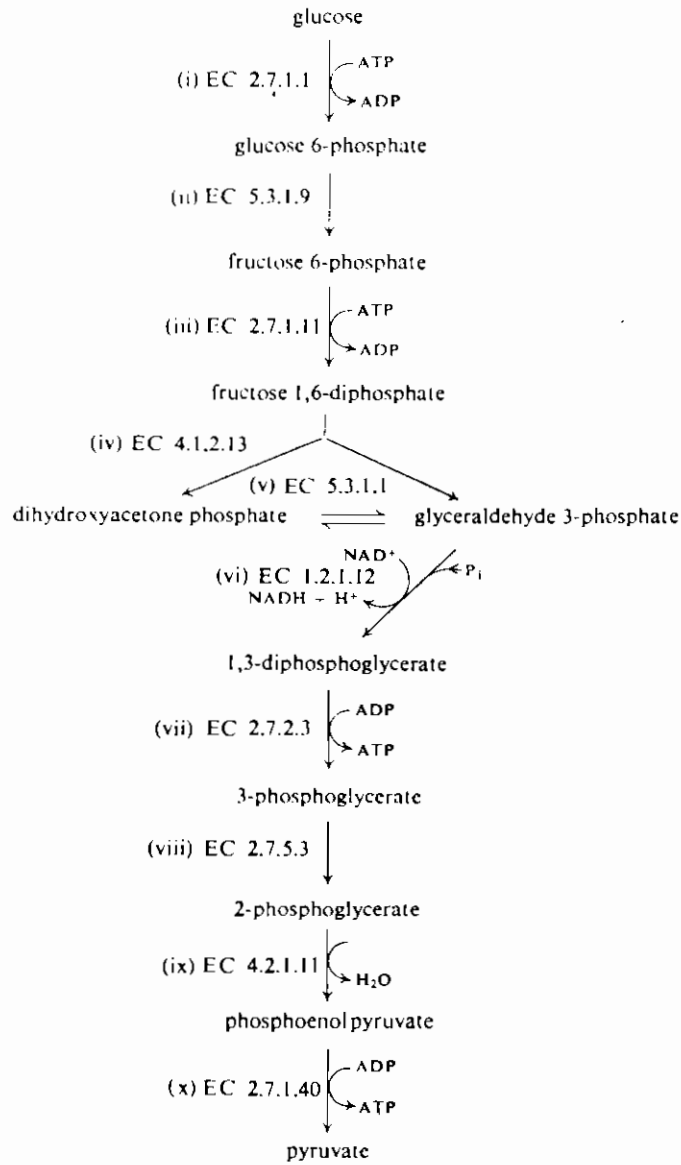 glucose
ATP
(i) EC 2.7.1.1
ADP
glucose 6-phosphate
(ii) EC 5.3.1.9
fructose 6-phosphate
ATP
(iii) EC 2.7.1.11
ADP
fructose 1,6-diphosphate
(iv) EC 4.1.2.13
(v) EC 5.3.1.1
dihydroxyacetone phosphate
glyceraldehyde 3-phosphate
NAD⁺
(vi) EC 1.2.1.12
Pᵢ
NADH + H⁺
1,3-diphosphoglycerate
ADP
(vii) EC 2.7.2.3
ATP
3-phosphoglycerate
(viii) EC 2.7.5.3
2-phosphoglycerate
(ix) EC 4.2.1.11
H₂O
phosphoenolpyruvate
ADP
(x) EC 2.7.1.40
ATP
pyruvate